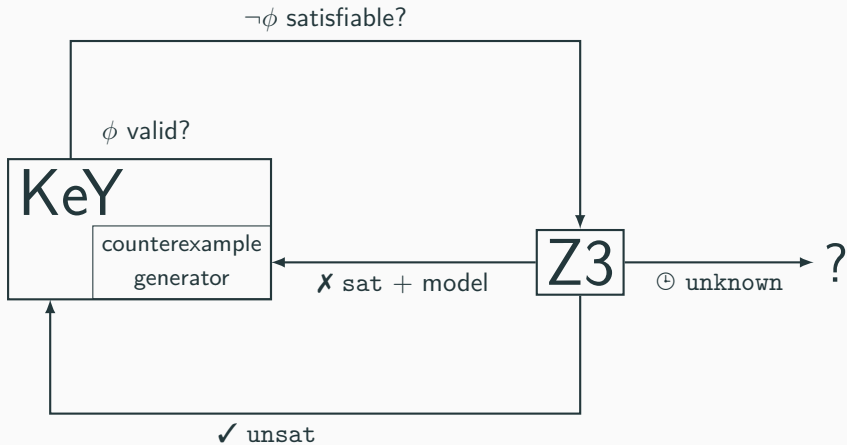 ¬ϕ satisfiable?
ϕ valid?
KeY
counterexample
generator
Z3
✗ sat + model
🕒 unknown
?
✓ unsat